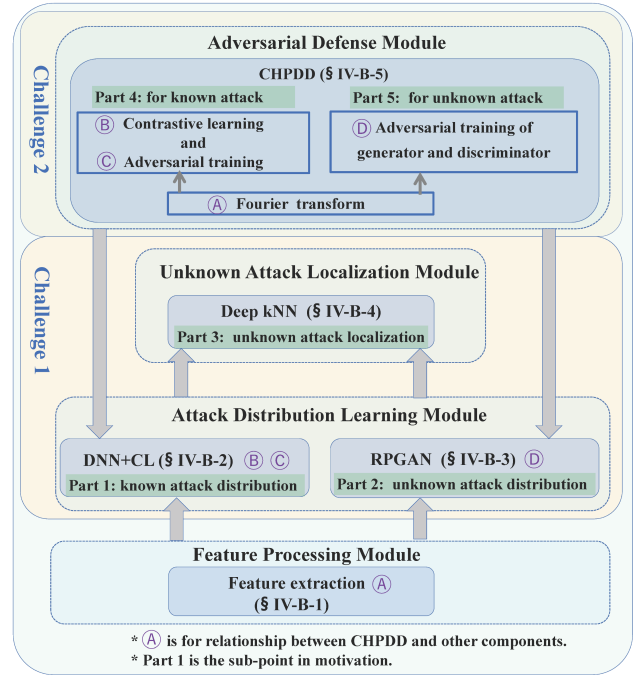 Challenge 2
Adversarial Defense Module
CHPDD (§ IV-B-5)
Part 4: for known attack
Ⓑ Contrastive learning
and
Ⓒ Adversarial training
Part 5: for unknown attack
Ⓓ Adversarial training of
generator and discriminator
Ⓐ Fourier transform
Challenge 1
Unknown Attack Localization Module
Deep kNN (§ IV-B-4)
Part 3: unknown attack localization
Attack Distribution Learning Module
DNN+CL (§ IV-B-2) Ⓑ Ⓒ
Part 1: known attack distribution
RPGAN (§ IV-B-3) Ⓓ
Part 2: unknown attack distribution
Feature Processing Module
Feature extraction Ⓐ
(§ IV-B-1)
* Ⓐ is for relationship between CHPDD and other components.
* Part 1 is the sub-point in motivation.